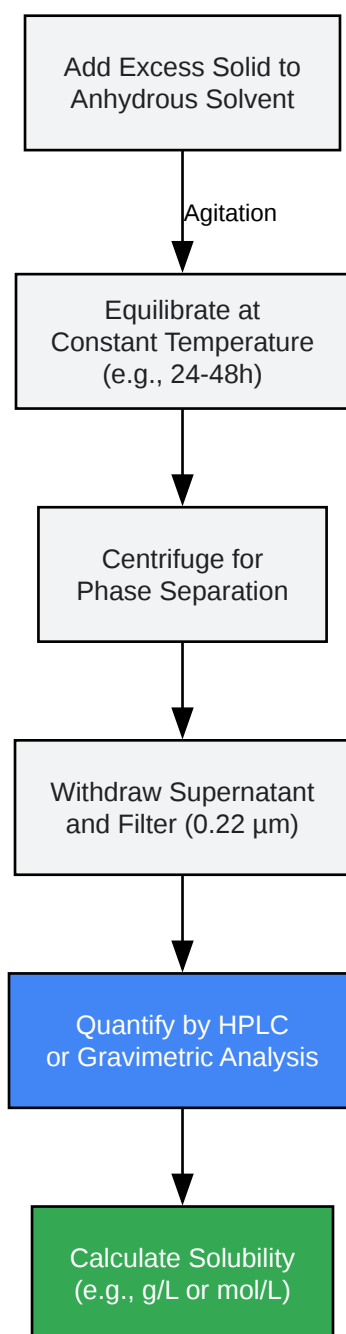 Add Excess Solid to
Anhydrous Solvent
Agitation
Equilibrate at
Constant Temperature
(e.g., 24-48h)
Centrifuge for
Phase Separation
Withdraw Supernatant
and Filter (0.22 µm)
Quantify by HPLC
or Gravimetric Analysis
Calculate Solubility
(e.g., g/L or mol/L)